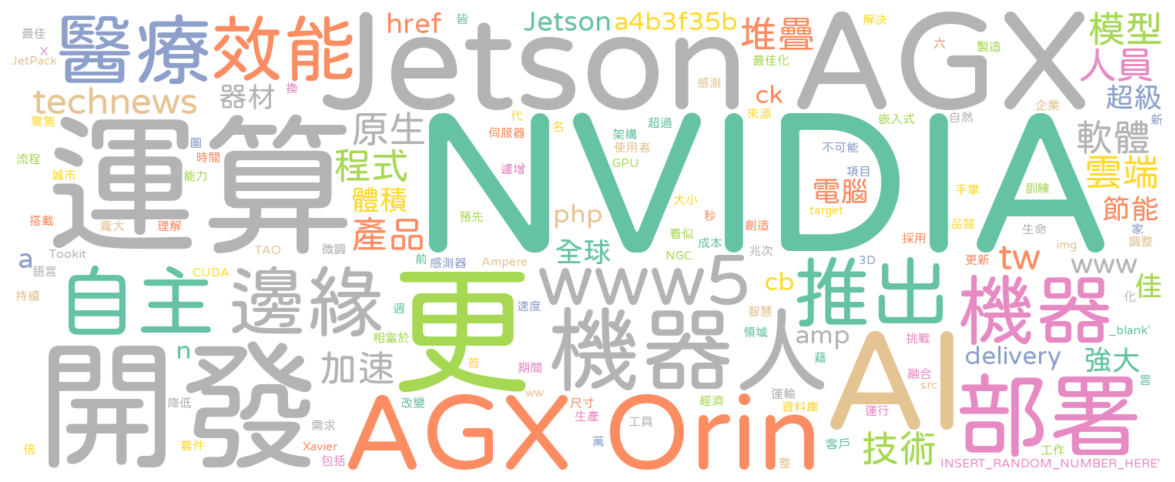 最佳
X
JetPack
醫療
效能
href
皆
Jetson
a4b3f35b
堆疊
解決
六
製造
模型
人員
Jetson AGX
technews
器材
換
感測
最佳化
ck
企業
超級
新
零售
圖
時間
原生
代
名
伺服器
架構
超過
來源
嵌入式
自然
軟體
運算
NVIDIA
流程
城市
能力
程式
遽增
使用者
GPU
不可能
項目
手掌
訓練
雲端
搭載
龐大
理解
體積
產品
預先
php
大小
看似
秒
創造
電腦
target
品質
生命
節能
家
Tookit
TAO
微調
全球
成本
NGC
兆次
採用
img
調整
a
語言
CUDA
前
感測器
Ampere
更新
tw
www
持續
自主
邊緣
更
週
速度
www5
cb
3D
推出
機器
佳
化
智慧
領域
amp
挑戰
_blank'
相當於
n
首
機器人
藉
融合
src
delivery
強大
言
開發
加速
期間
ww
經濟
運輸
資料庫
AI
運行
部署
降低
需求
改變
尺寸
生產
工具
AGX Orin
萬
客戶
技術
工作
倍
套件
Xavier
包括
整
INSERT_RANDOM_NUMBER_HERE'